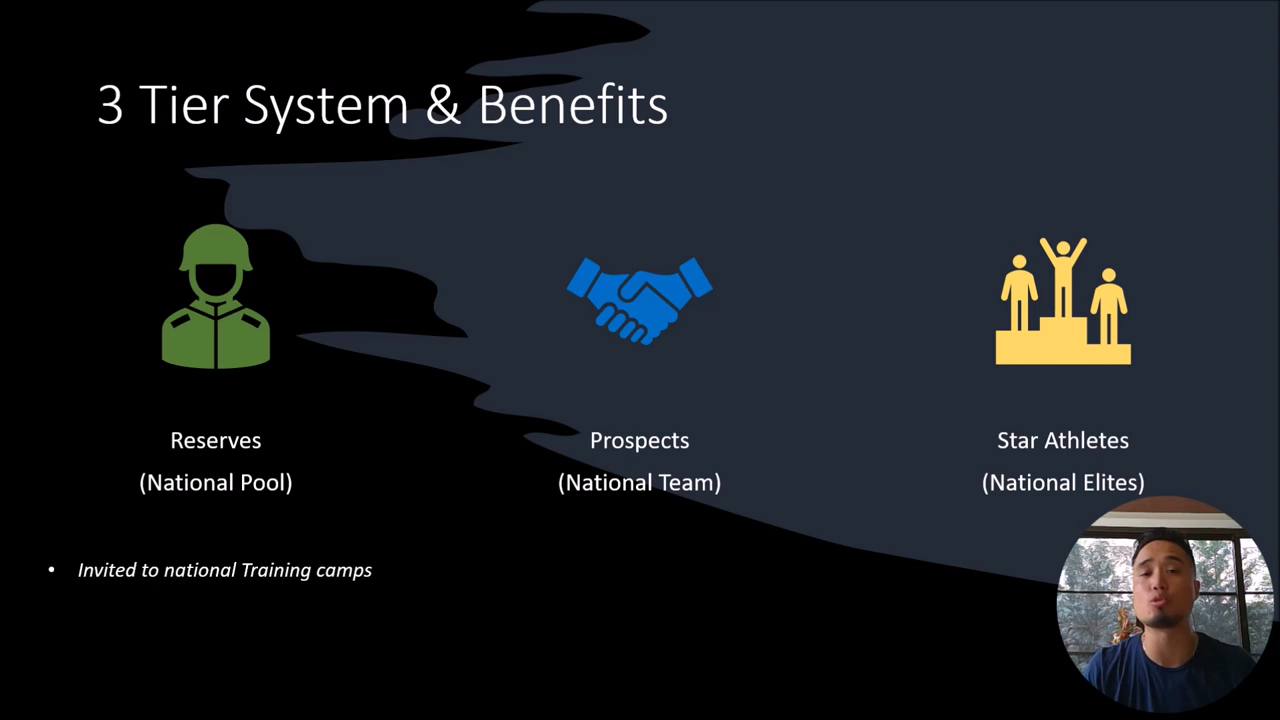 3 Tier System & Benefits
Reserves
(National Pool)
Prospects
(National Team)
Star Athletes
(National Elites)
• Invited to national Training camps